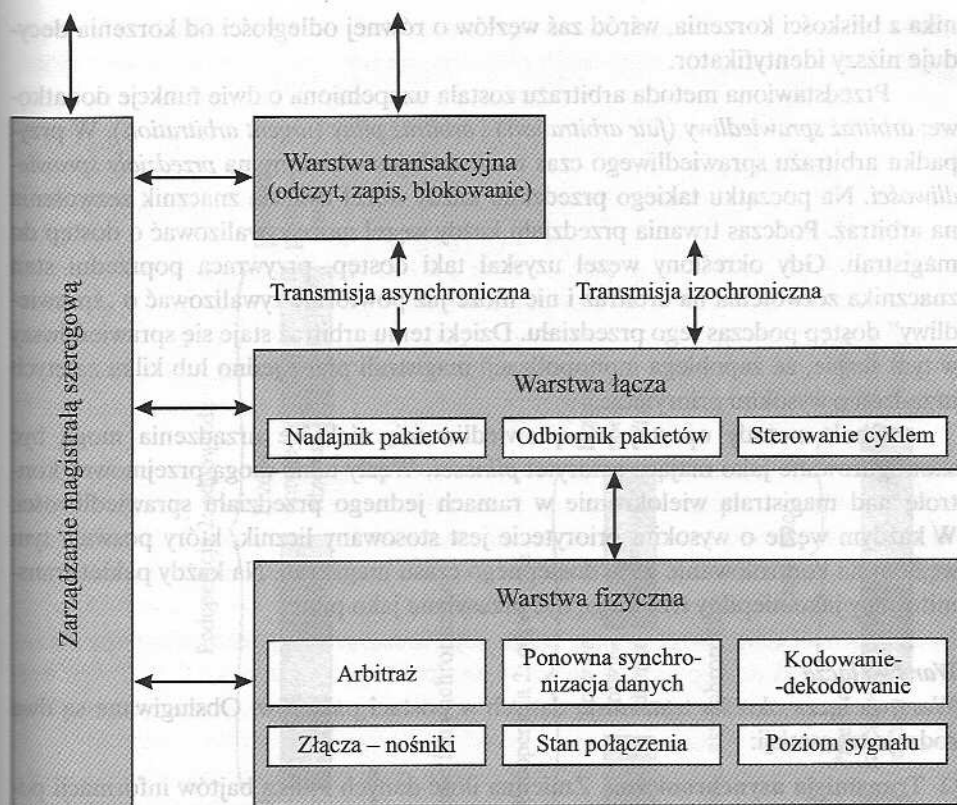 Zarządzanie magistralą szeregową
Warstwa transakcyjna
(odczyt, zapis, blokowanie)
Transmisja asynchroniczna
Transmisja izochroniczna
Warstwa łącza
Nadajnik pakietów
Odbiornik pakietów
Sterowanie cyklem
Warstwa fizyczna
Arbitraż
Ponowna synchro-
nizacja danych
Kodowanie-
-dekodowanie
Złącza – nośniki
Stan połączenia
Poziom sygnału